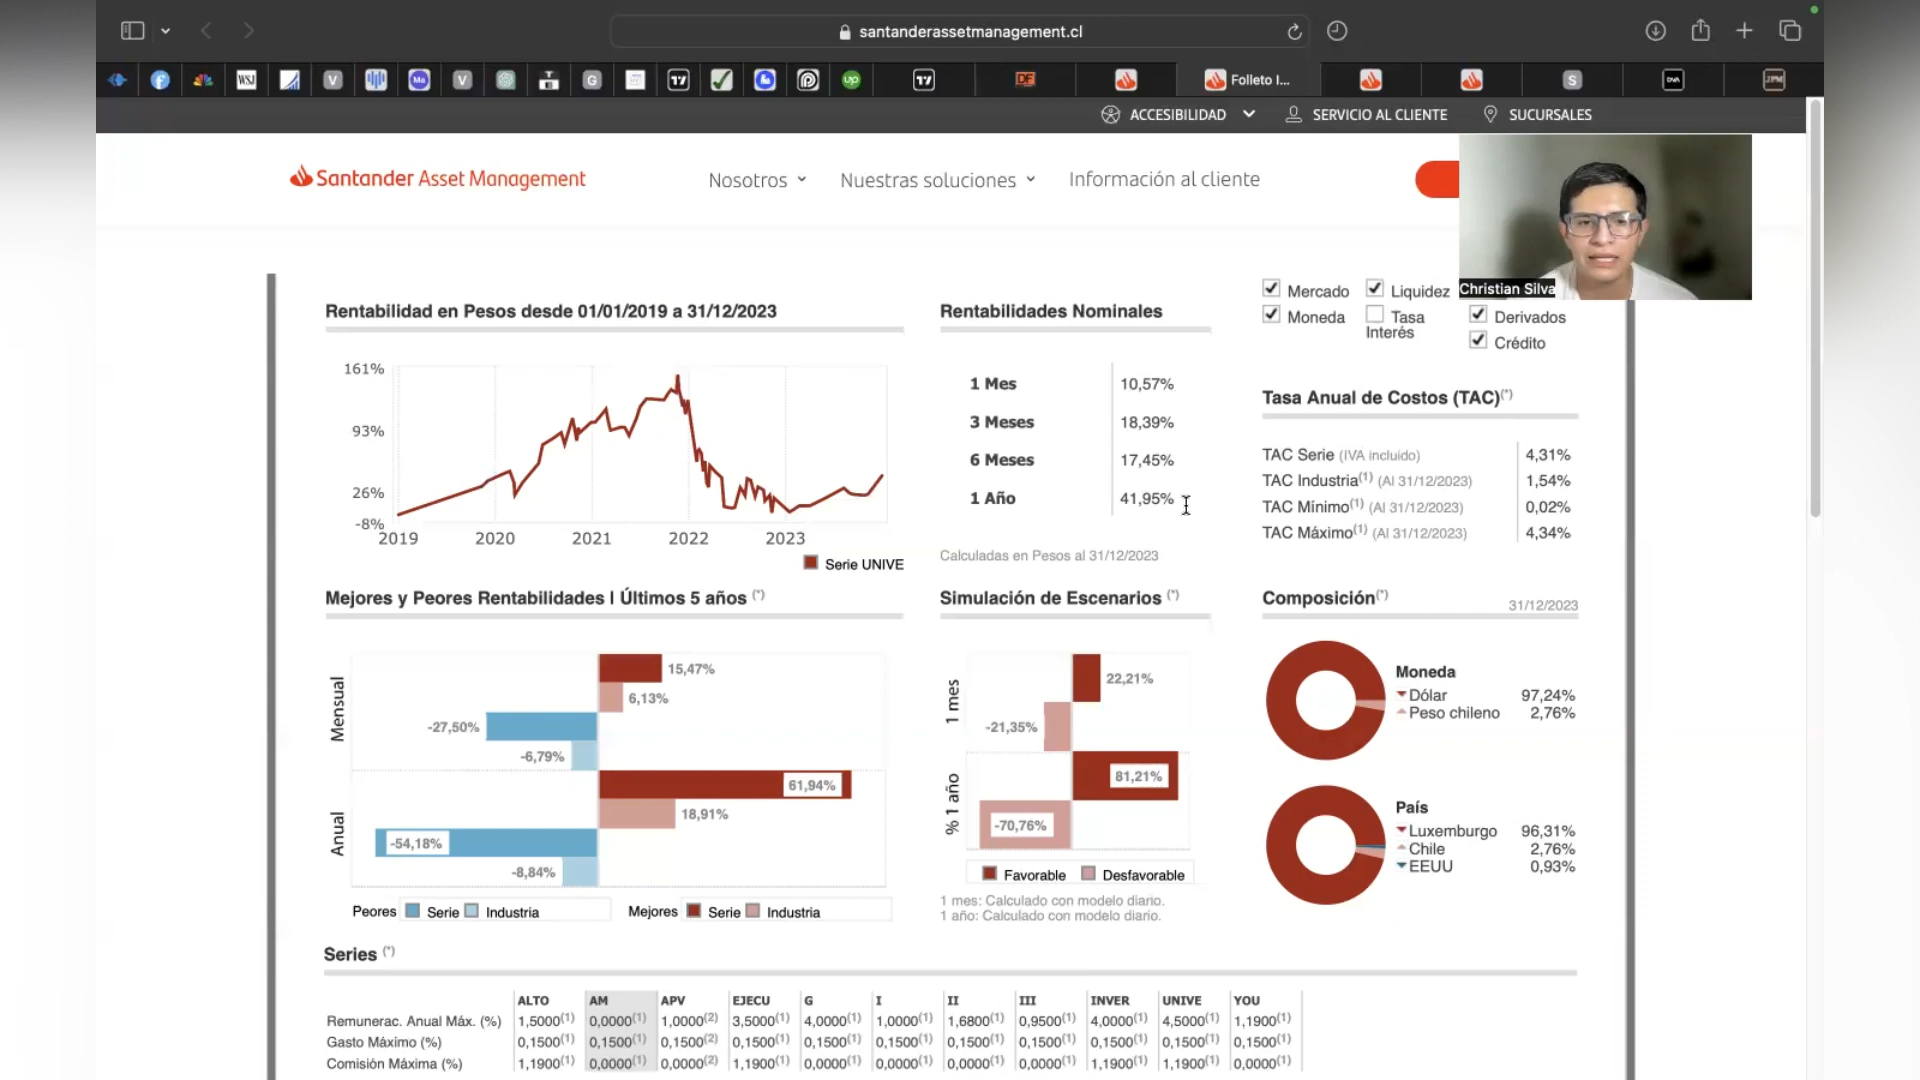 santanderassetmanagement.cl
WSJ
V
Ma
V
G
17
up
17
DF
Folleto I...
S
DVA
JPM
ACCESIBILIDAD
SERVICIO AL CLIENTE
SUCURSALES
Santander Asset Management
Nosotros
Nuestras soluciones
Información al cliente
Christian Silva
Mercado
Liquidez
Moneda
Tasa
Interés
Derivados
Crédito
Rentabilidad en Pesos desde 01/01/2019 a 31/12/2023
161%
93%
26%
-8%
2019 2020 2021 2022 2023
Serie UNIVE
Rentabilidades Nominales
1 Mes 10,57%
3 Meses 18,39%
6 Meses 17,45%
1 Año 41,95%
Calculadas en Pesos al 31/12/2023
Tasa Anual de Costos (TAC)(*)
TAC Serie (IVA incluido) 4,31%
TAC Industria(1) (Al 31/12/2023) 1,54%
TAC Mínimo(1) (Al 31/12/2023) 0,02%
TAC Máximo(1) (Al 31/12/2023) 4,34%
Mejores y Peores Rentabilidades | Últimos 5 años (*)
Mensual
15,47%
6,13%
-27,50%
-6,79%
Anual
61,94%
18,91%
-54,18%
-8,84%
Peores Serie Industria Mejores Serie Industria
Simulación de Escenarios (*)
1 mes
22,21%
-21,35%
% 1 año
81,21%
-70,76%
Favorable Desfavorable
1 mes: Calculado con modelo diario.
1 año: Calculado con modelo diario.
Composición(*) 31/12/2023
Moneda
Dólar 97,24%
Peso chileno 2,76%
País
Luxemburgo 96,31%
Chile 2,76%
EEUU 0,93%
Series (*)
ALTO AM APV EJECU G I II III INVER UNIVE YOU
Remunerac. Anual Máx. (%) 1,5000(1) 0,0000(1) 1,0000(2) 3,5000(1) 4,0000(1) 1,0000(1) 1,6800(1) 0,9500(1) 4,0000(1) 4,5000(1) 1,1900(1)
Gasto Máximo (%) 0,1500(1) 0,1500(1) 0,1500(2) 0,1500(1) 0,1500(1) 0,1500(1) 0,1500(1) 0,1500(1) 0,1500(1) 0,1500(1) 0,1500(1)
Comisión Máxima (%) 1,1900(1) 0,0000(1) 0,0000(2) 1,1900(1) 0,0000(1) 0,0000(1) 0,0000(1) 0,0000(1) 1,1900(1) 1,1900(1) 0,0000(1)